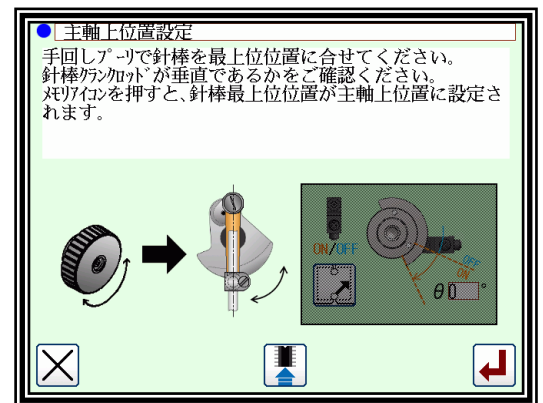 主軸上位置設定
手回しﾌﾟｰﾘで針棒を最上位位置に合せてください。
針棒ｸﾗﾝｸﾛｯﾄﾞが垂直であるかをご確認ください。
ﾒﾓﾘｱｲｺﾝを押すと、針棒最上位位置が主軸上位置に設定さ
れます。
ON/OFF
OFF
ON
θ 0 °